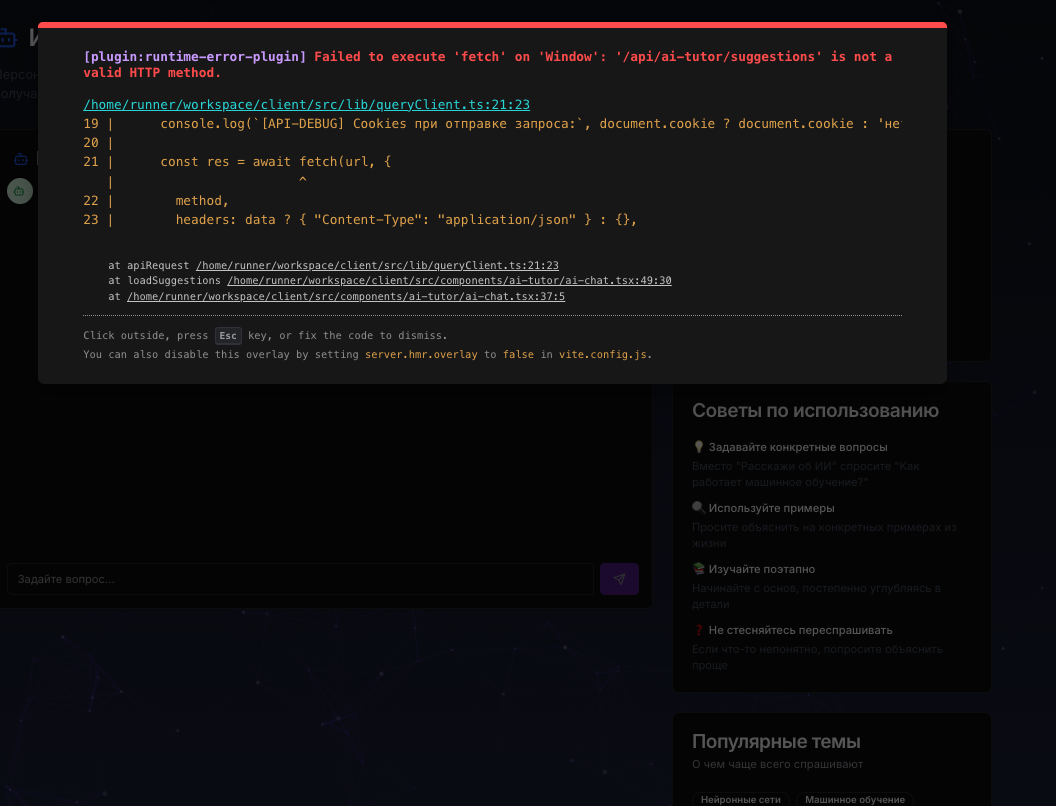 [plugin:runtime-error-plugin] Failed to execute 'fetch' on 'Window': '/api/ai-tutor/suggestions' is not a
valid HTTP method.
/home/runner/workspace/client/src/lib/queryClient.ts:21:23
19 | console.log(`[API-DEBUG] Cookies при отправке запроса:`, document.cookie ? document.cookie : 'не
20 |
21 | const res = await fetch(url, {
| ^
22 | method,
23 | headers: data ? { "Content-Type": "application/json" } : {},
at apiRequest /home/runner/workspace/client/src/lib/queryClient.ts:21:23
at loadSuggestions /home/runner/workspace/client/src/components/ai-tutor/ai-chat.tsx:49:30
at /home/runner/workspace/client/src/components/ai-tutor/ai-chat.tsx:37:5
Click outside, press Esc key, or fix the code to dismiss.
You can also disable this overlay by setting server.hmr.overlay to false in vite.config.js.
Задайте вопрос...
Советы по использованию
💡 Задавайте конкретные вопросы
Вместо "Расскажи об ИИ" спросите "Как
работает машинное обучение?"
🔍 Используйте примеры
Просите объяснить на конкретных примерах из
жизни
📚 Изучайте поэтапно
Начинайте с основ, постепенно углубляясь в
детали
❓ Не стесняйтесь переспрашивать
Если что-то непонятно, попросите объяснить
проще
Популярные темы
О чем чаще всего спрашивают
Нейронные сети
Машинное обучение